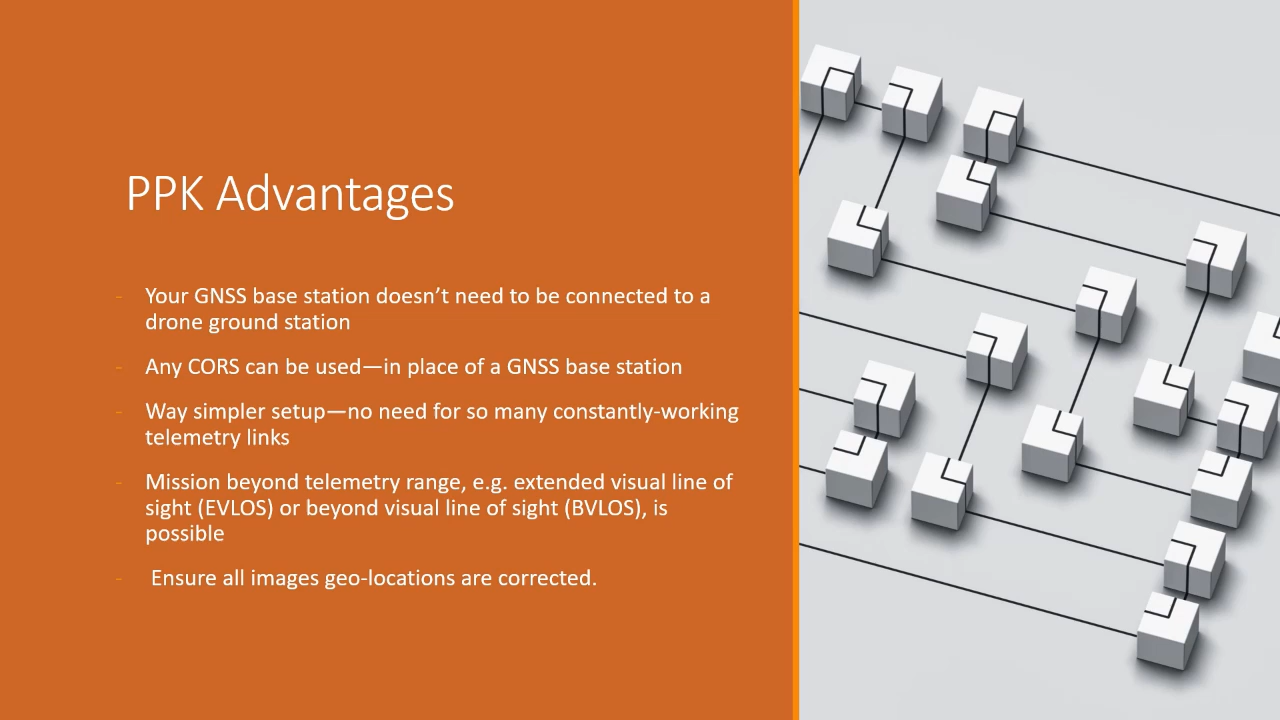 PPK Advantages
- Your GNSS base station doesn’t need to be connected to a
drone ground station
- Any CORS can be used—in place of a GNSS base station
- Way simpler setup—no need for so many constantly-working
telemetry links
- Mission beyond telemetry range, e.g. extended visual line of
sight (EVLOS) or beyond visual line of sight (BVLOS), is
possible
- Ensure all images geo-locations are corrected.